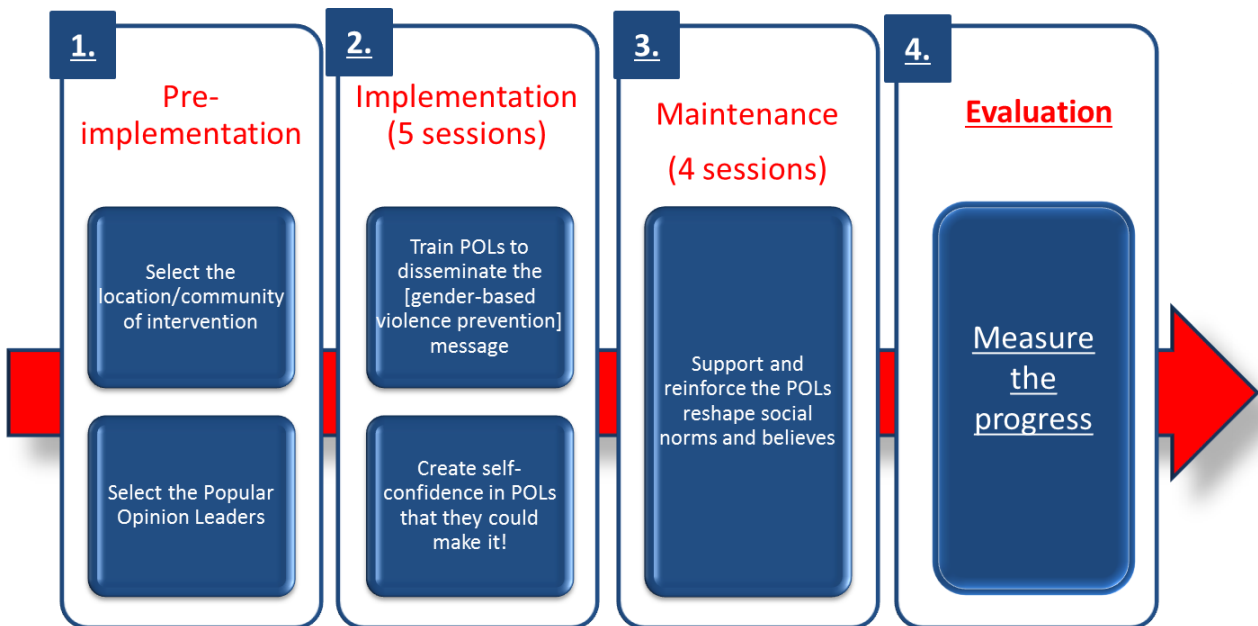 1.
Pre-
implementation
Select the
location/community
of intervention
Select the Popular
Opinion Leaders
2.
Implementation
(5 sessions)
Train POLs to
disseminate the
[gender-based
violence prevention]
message
Create self-
confidence in POLs
that they could
make it!
3.
Maintenance
(4 sessions)
Support and
reinforce the POLs
reshape social
norms and believes
4.
Evaluation
Measure
the
progress